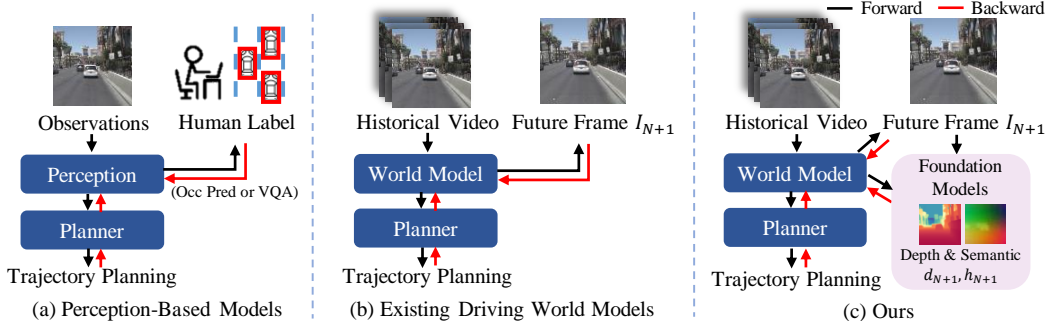 Forward
Backward
Observations
Human Label
Perception
(Occ Pred or VQA)
Planner
Trajectory Planning
(a) Perception-Based Models
Historical Video
Future Frame I_{N+1}
World Model
Planner
Trajectory Planning
(b) Existing Driving World Models
Historical Video
Future Frame I_{N+1}
World Model
Foundation
Models
Planner
Depth & Semantic
d_{N+1}, h_{N+1}
Trajectory Planning
(c) Ours